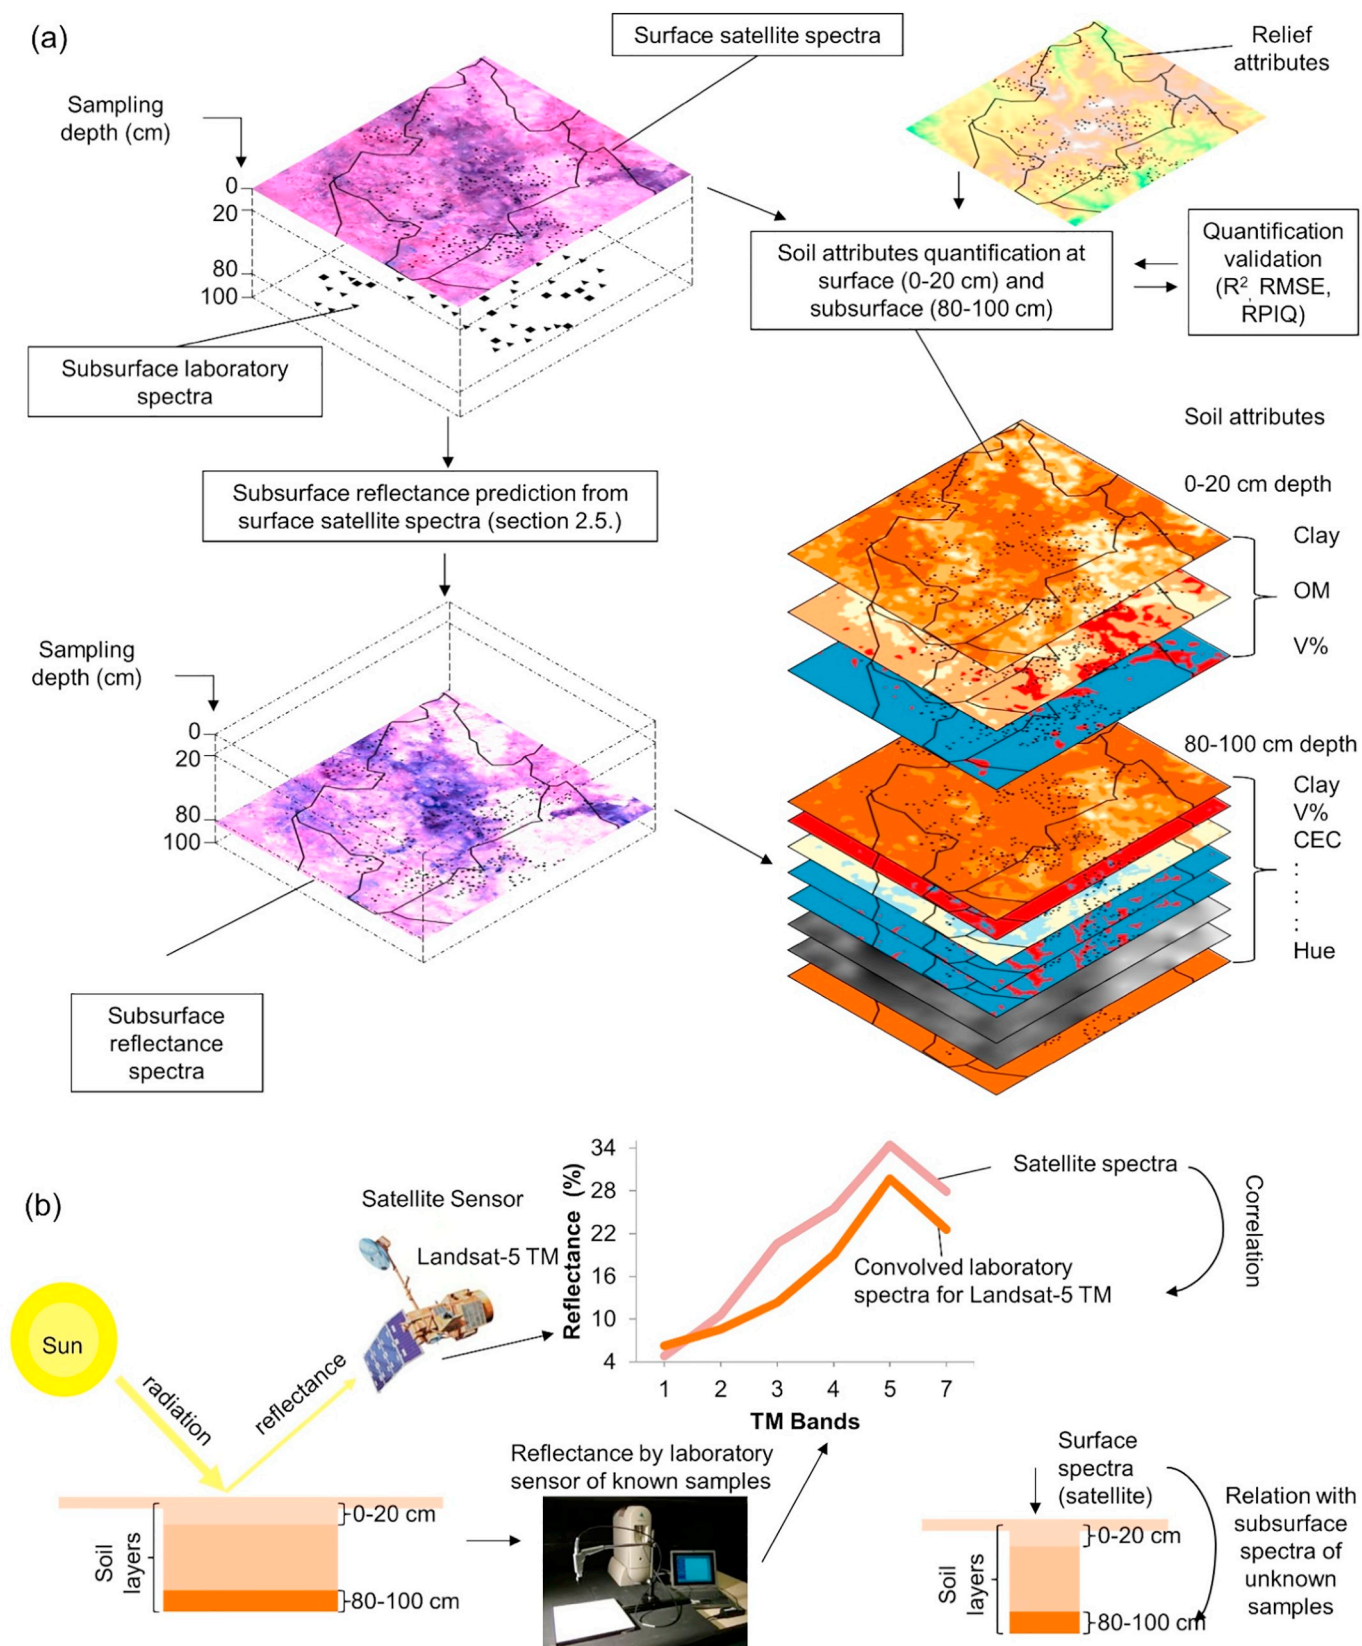 (a)
Surface satellite spectra
Relief
attributes
Sampling
depth (cm)
0
20
80
100
Soil attributes quantification at
surface (0-20 cm) and
subsurface (80-100 cm)
Quantification
validation
(R², RMSE,
RPIQ)
Subsurface laboratory
spectra
Subsurface reflectance prediction from
surface satellite spectra (section 2.5.)
Soil attributes
0-20 cm depth
Clay
OM
V%
Sampling
depth (cm)
0
20
80
100
80-100 cm depth
Clay
V%
CEC
.
.
.
.
Hue
Subsurface
reflectance
spectra
(b)
Sun
radiation
reflectance
Satellite Sensor
Landsat-5 TM
Reflectance (%)
34
28
22
16
10
4
1 2 3 4 5 7
TM Bands
Satellite spectra
Convolved laboratory
spectra for Landsat-5 TM
Correlation
Soil
layers
0-20 cm
80-100 cm
Reflectance by laboratory
sensor of known samples
Surface
spectra
(satellite)
Soil
layers
0-20 cm
80-100 cm
Relation with
subsurface
spectra of
unknown
samples